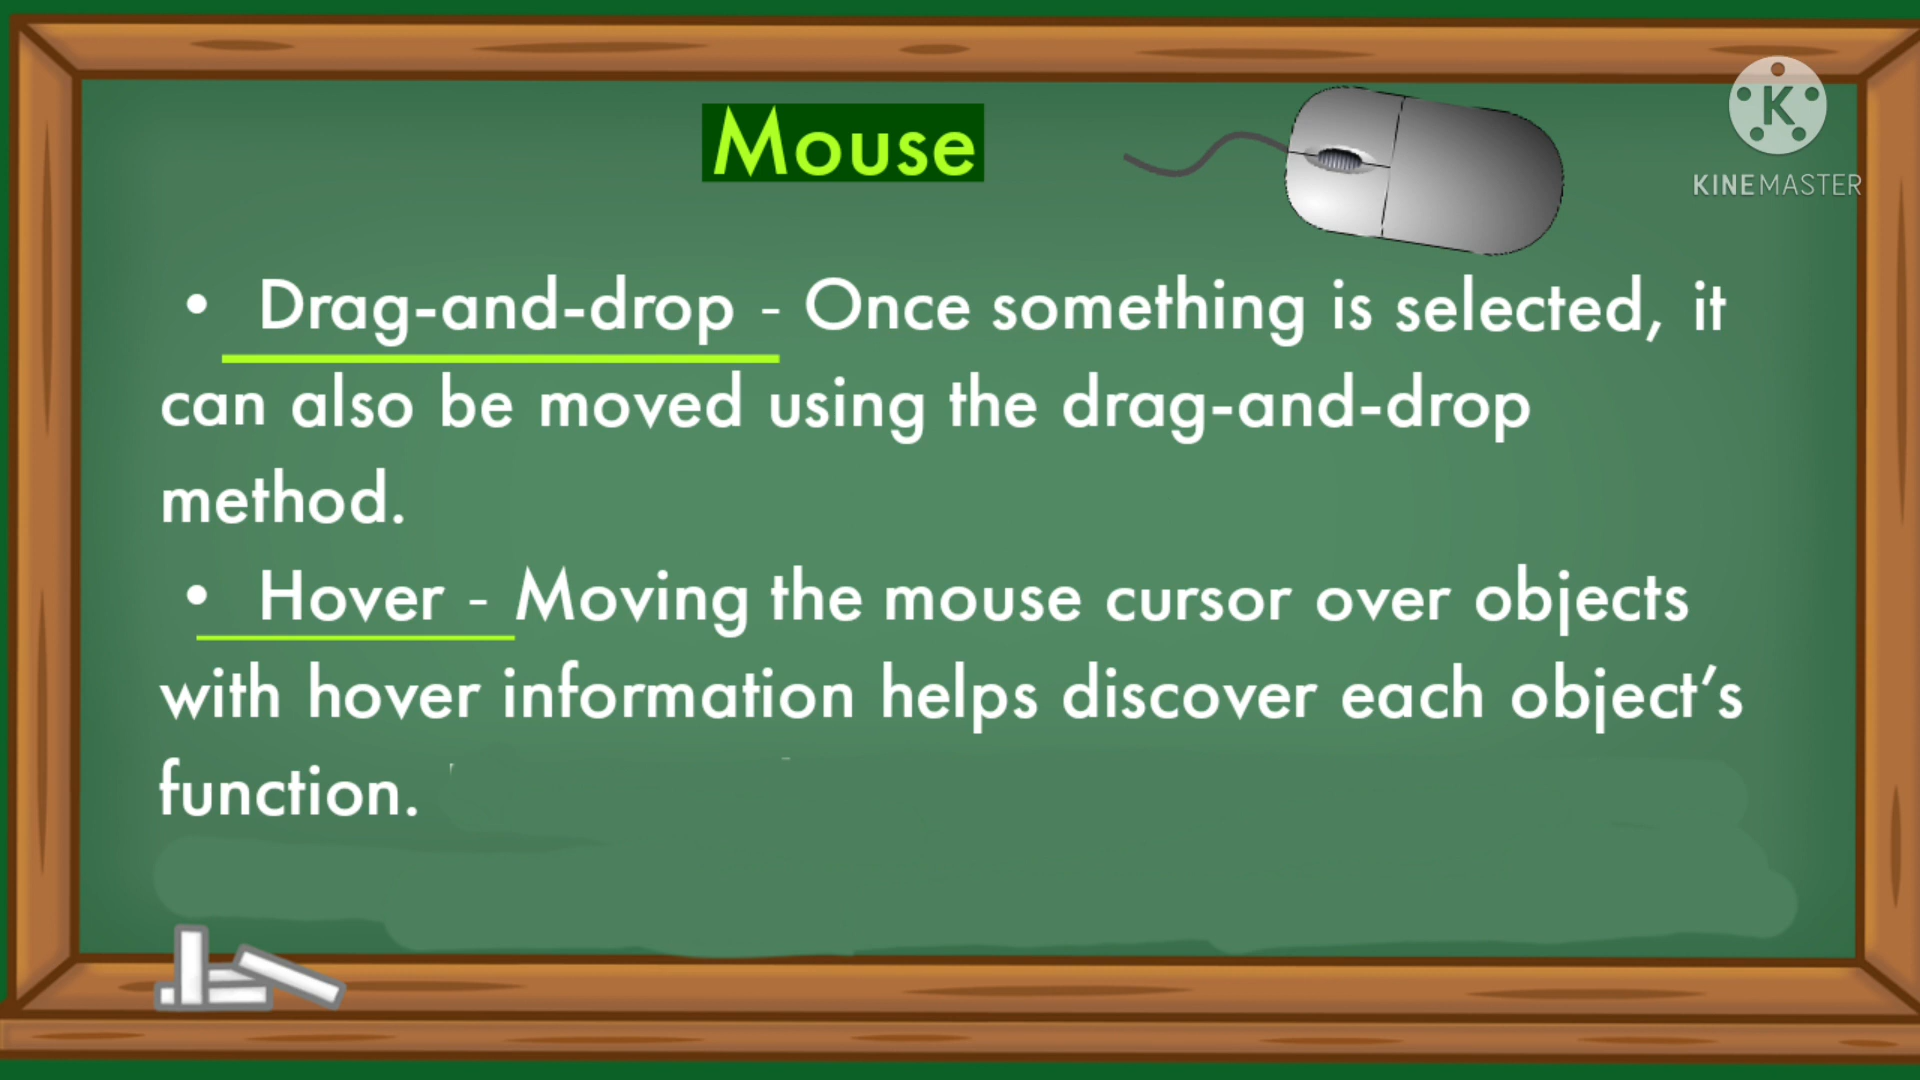 Mouse
K
KINEMASTER
• Drag-and-drop - Once something is selected, it
can also be moved using the drag-and-drop
method.
• Hover - Moving the mouse cursor over objects
with hover information helps discover each object’s
function.